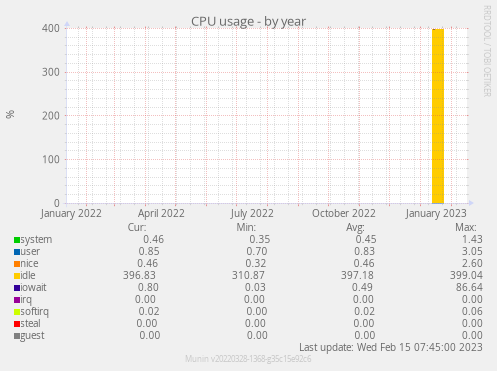 CPU usage - by year
RRDTOOL / TOBI OETIKER
%
400
300
200
100
0
January 2022 April 2022 July 2022 October 2022 January 2023
Cur: Min: Avg: Max:
system 0.46 0.35 0.45 1.43
user 0.85 0.70 0.83 3.05
nice 0.46 0.32 0.46 2.60
idle 396.83 310.87 397.18 399.04
iowait 0.80 0.03 0.49 86.64
irq 0.00 0.00 0.00 0.00
softirq 0.02 0.00 0.02 0.06
steal 0.00 0.00 0.00 0.00
guest 0.00 0.00 0.00 0.00
Last update: Wed Feb 15 07:45:00 2023
Munin v20220328-1368-g35c15e92c6